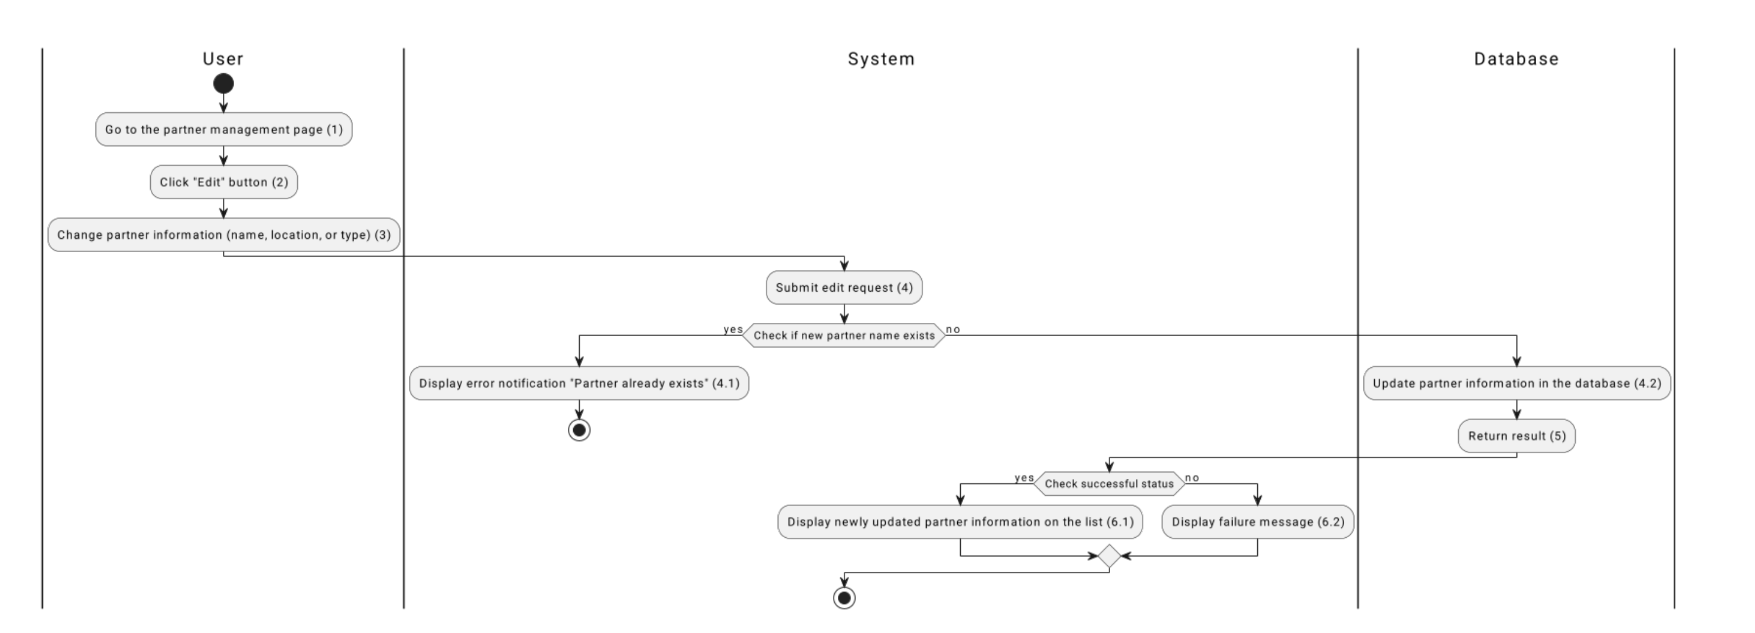 User
System
Database
Go to the partner management page (1)
Click "Edit" button (2)
Change partner information (name, location, or type) (3)
Submit edit request (4)
yes
Check if new partner name exists
no
Display error notification "Partner already exists" (4.1)
Update partner information in the database (4.2)
Return result (5)
yes
Check successful status
no
Display newly updated partner information on the list (6.1)
Display failure message (6.2)